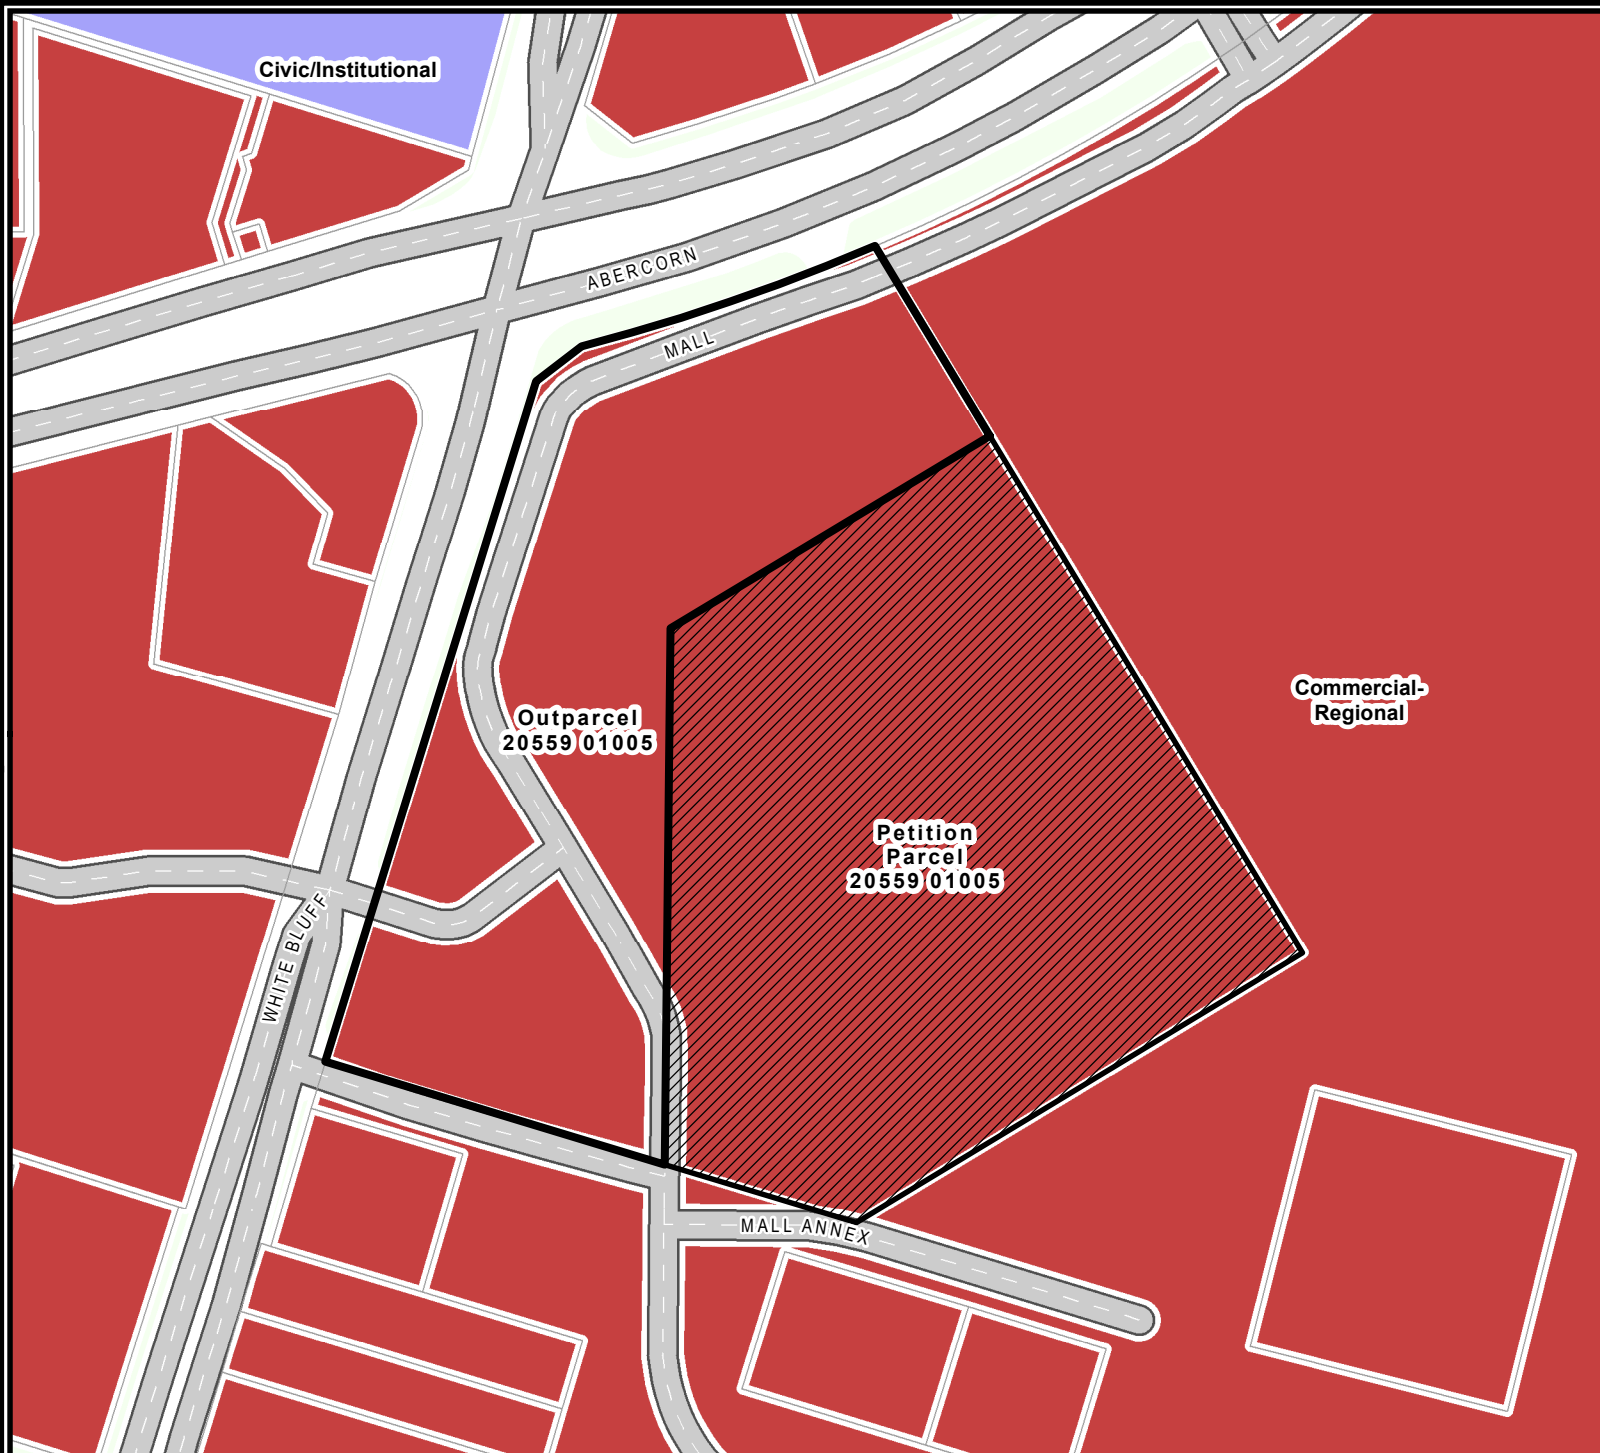 Civic/Institutional
ABERCORN
MALL
Commercial-
Regional
Outparcel
20559 01005
Petition
Parcel
20559 01005
WHITE BLUFF
MALL ANNEX